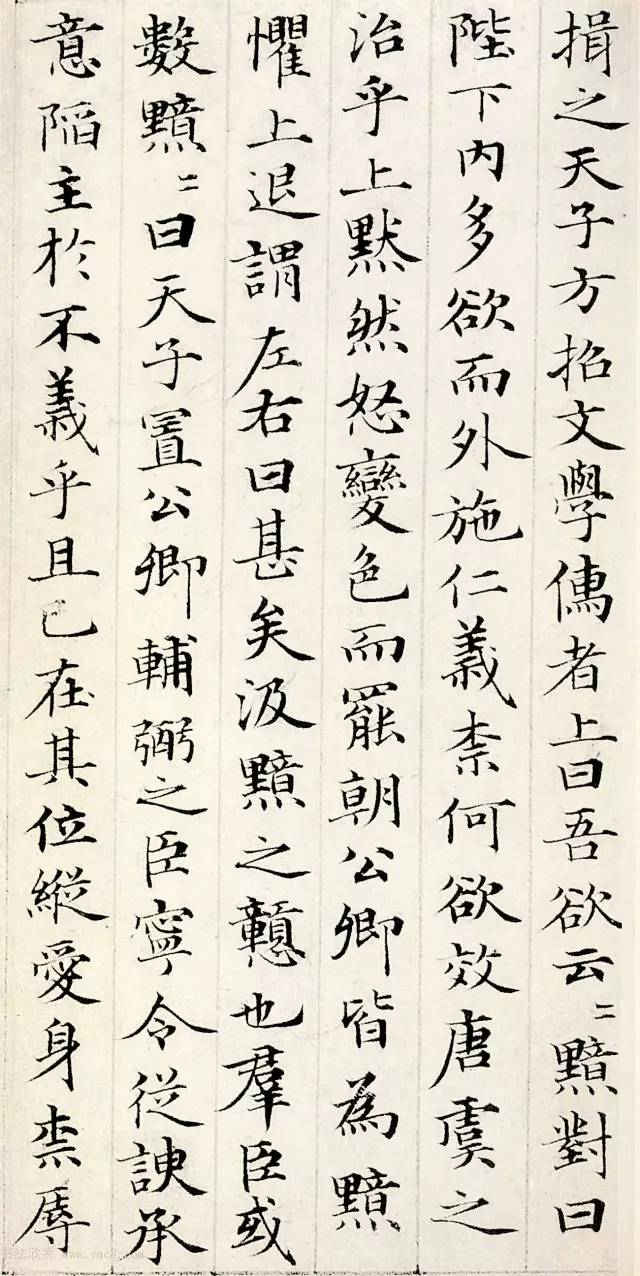 揖之天子方招文學儒者上曰吾欲云〻黯對曰
陛下內多欲而外施仁義柰何欲效唐虞之
治乎上默然怒變色而罷朝公卿皆為黯
懼上退謂左右曰甚矣汲黯之戇也羣臣或
數黯〻曰天子置公卿輔弼之臣寧令從諛承
意陷主於不義乎且已在其位縱愛身柰辱
www.yac8.com